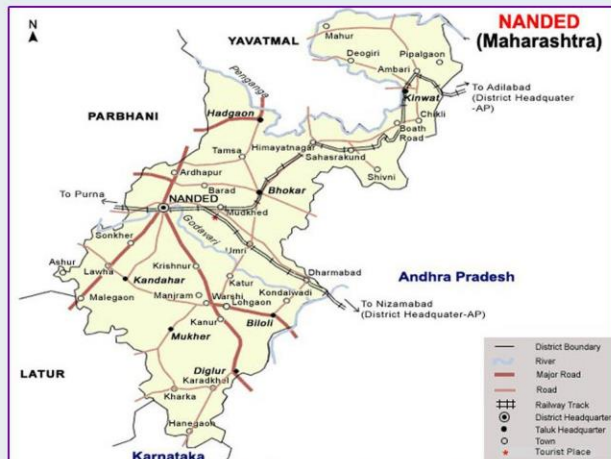 N
NANDED
(Maharashtra)
YAVATMAL
Mahur
Deogiri
Pipalgaon
Ambari
To Adilabad
(District Headquater
-AP)
Kinwat
Penganga
PARBHANI
Hadgaon
Chikli
Boath
Road
Tamsa
Himayatnagar
Sahasrakund
Shivni
Ardhapur
Barad
Bhokar
To Purna
NANDED
Mudkhed
Godavari
Sonkher
Umri
Ashur
Lawha
Krishnur
Dharmabad
Andhra Pradesh
Kandahar
Katur
Kondaiwadi
Malegaon
Manjram
Warshi
Lohgaon
To Nizamabad
(District Headquater-AP)
Kanur
Biloli
Mukher
LATUR
Diglur
Karadkhel
Kharka
Hanegaon
Karnataka
District Boundary
River
Major Road
Road
Railway Track
District Headquarter
Taluk Headquarter
Town
Tourist Place